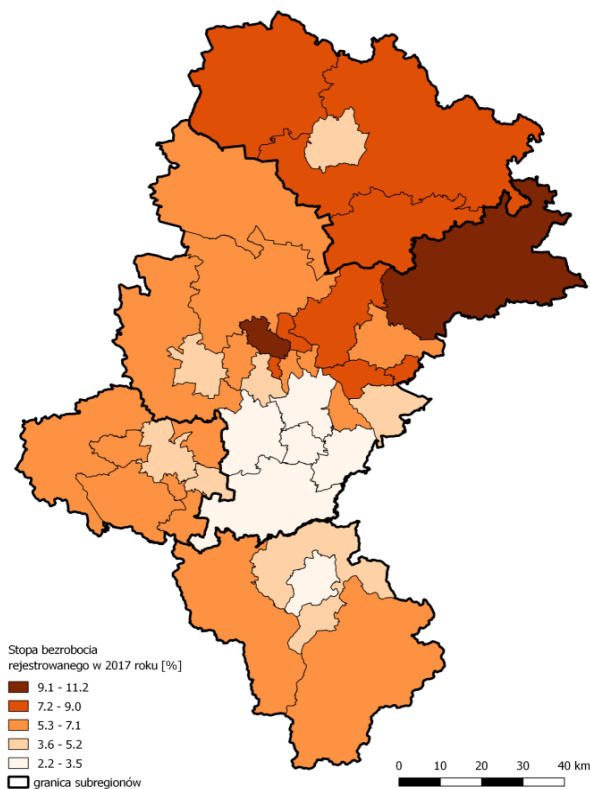 Stopa bezrobocia
rejestrowanego w 2017 roku [%]
9.1 - 11.2
7.2 - 9.0
5.3 - 7.1
3.6 - 5.2
2.2 - 3.5
granica subregionów
0 10 20 30 40 km